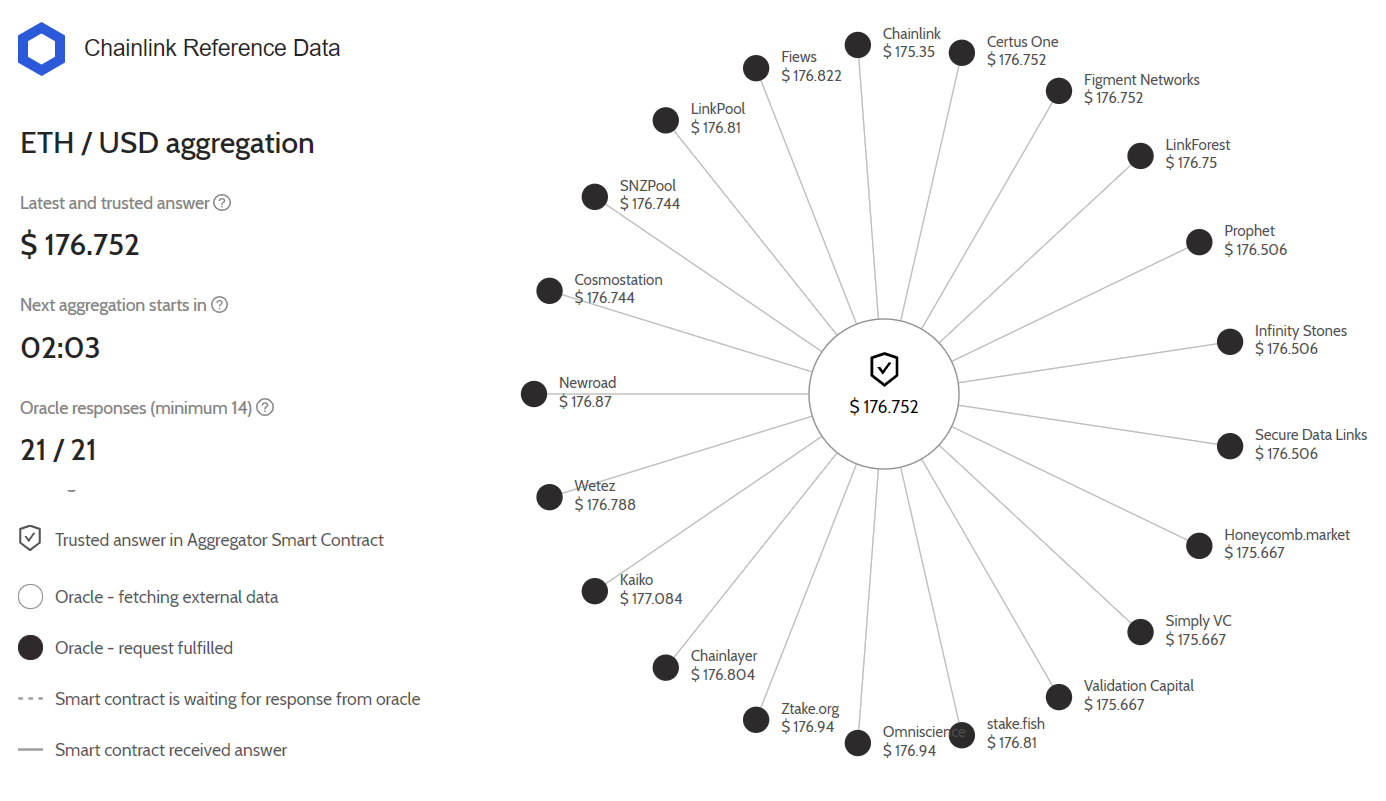 Chainlink Reference Data
ETH / USD aggregation
Latest and trusted answer ?
$ 176.752
Next aggregation starts in ?
02:03
Oracle responses (minimum 14) ?
21 / 21
Trusted answer in Aggregator Smart Contract
Oracle - fetching external data
Oracle - request fulfilled
Smart contract is waiting for response from oracle
Smart contract received answer
Chainlink
$ 175.35
Certus One
$ 176.752
Figment Networks
$ 176.752
LinkForest
$ 176.75
Prophet
$ 176.506
Infinity Stones
$ 176.506
Secure Data Links
$ 176.506
Honeycomb.market
$ 175.667
Simply VC
$ 175.667
Validation Capital
$ 175.667
stake.fish
$ 176.81
Omniscience
$ 176.94
Ztake.org
$ 176.94
Chainlayer
$ 176.804
Kaiko
$ 177.084
Wetez
$ 176.788
Newroad
$ 176.87
Cosmostation
$ 176.744
SNZPool
$ 176.744
LinkPool
$ 176.81
Fiews
$ 176.822
$ 176.752